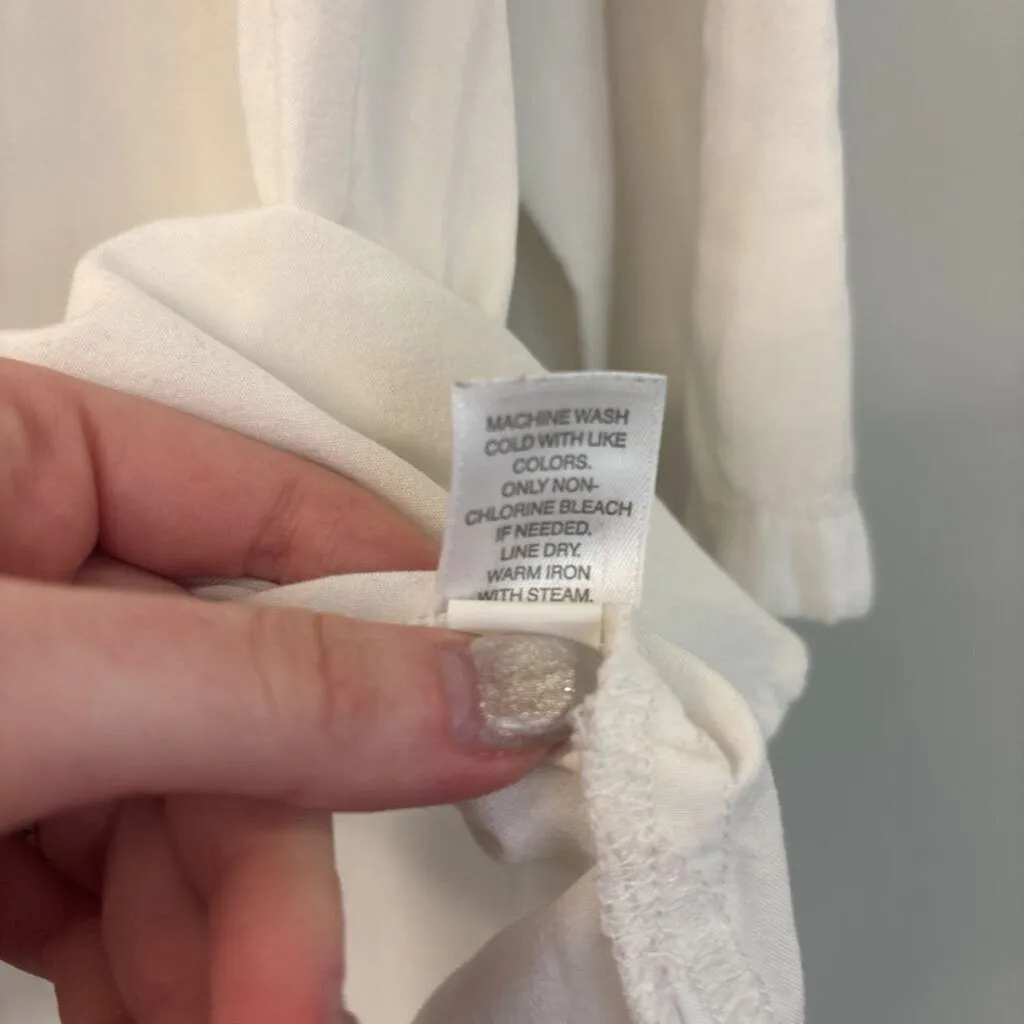 MACHINE WASH
COLD WITH LIKE
COLORS.
ONLY NON-
CHLORINE BLEACH
IF NEEDED.
LINE DRY.
WARM IRON
WITH STEAM.